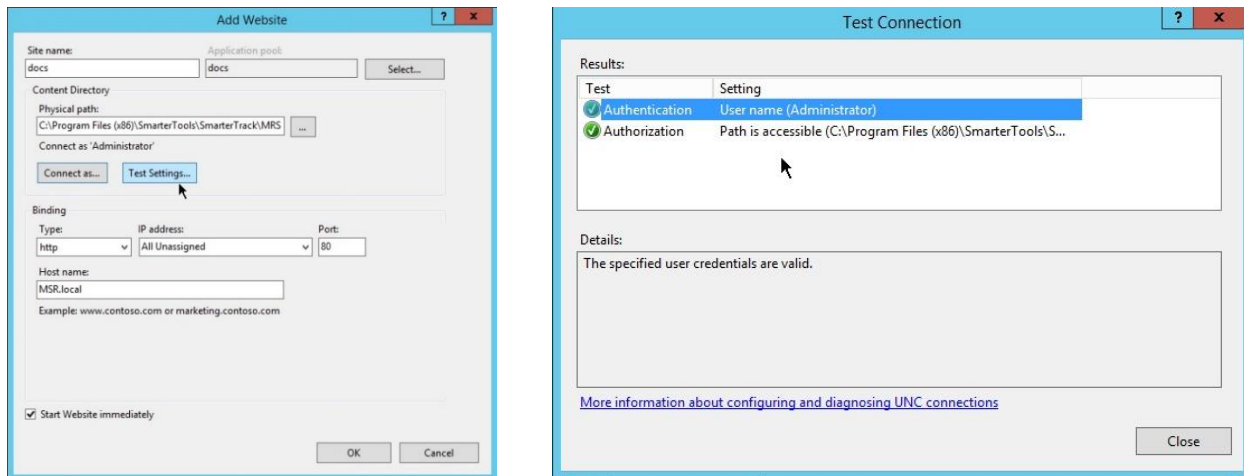 Add Website
? x
Site name:
Application pool:
docs
docs
Select...
Content Directory
Physical path:
C:\Program Files (x86)\SmarterTools\SmarterTrack\MRS
...
Connect as 'Administrator'
Connect as...
Test Settings...
Binding
Type:
IP address:
Port:
http
All Unassigned
80
Host name:
MSR.local
Example: www.contoso.com or marketing.contoso.com
Start Website immediately
OK
Cancel
Test Connection
? x
Results:
Test
Setting
Authentication
User name (Administrator)
Authorization
Path is accessible (C:\Program Files (x86)\SmarterTools\S...
Details:
The specified user credentials are valid.
More information about configuring and diagnosing UNC connections
Close